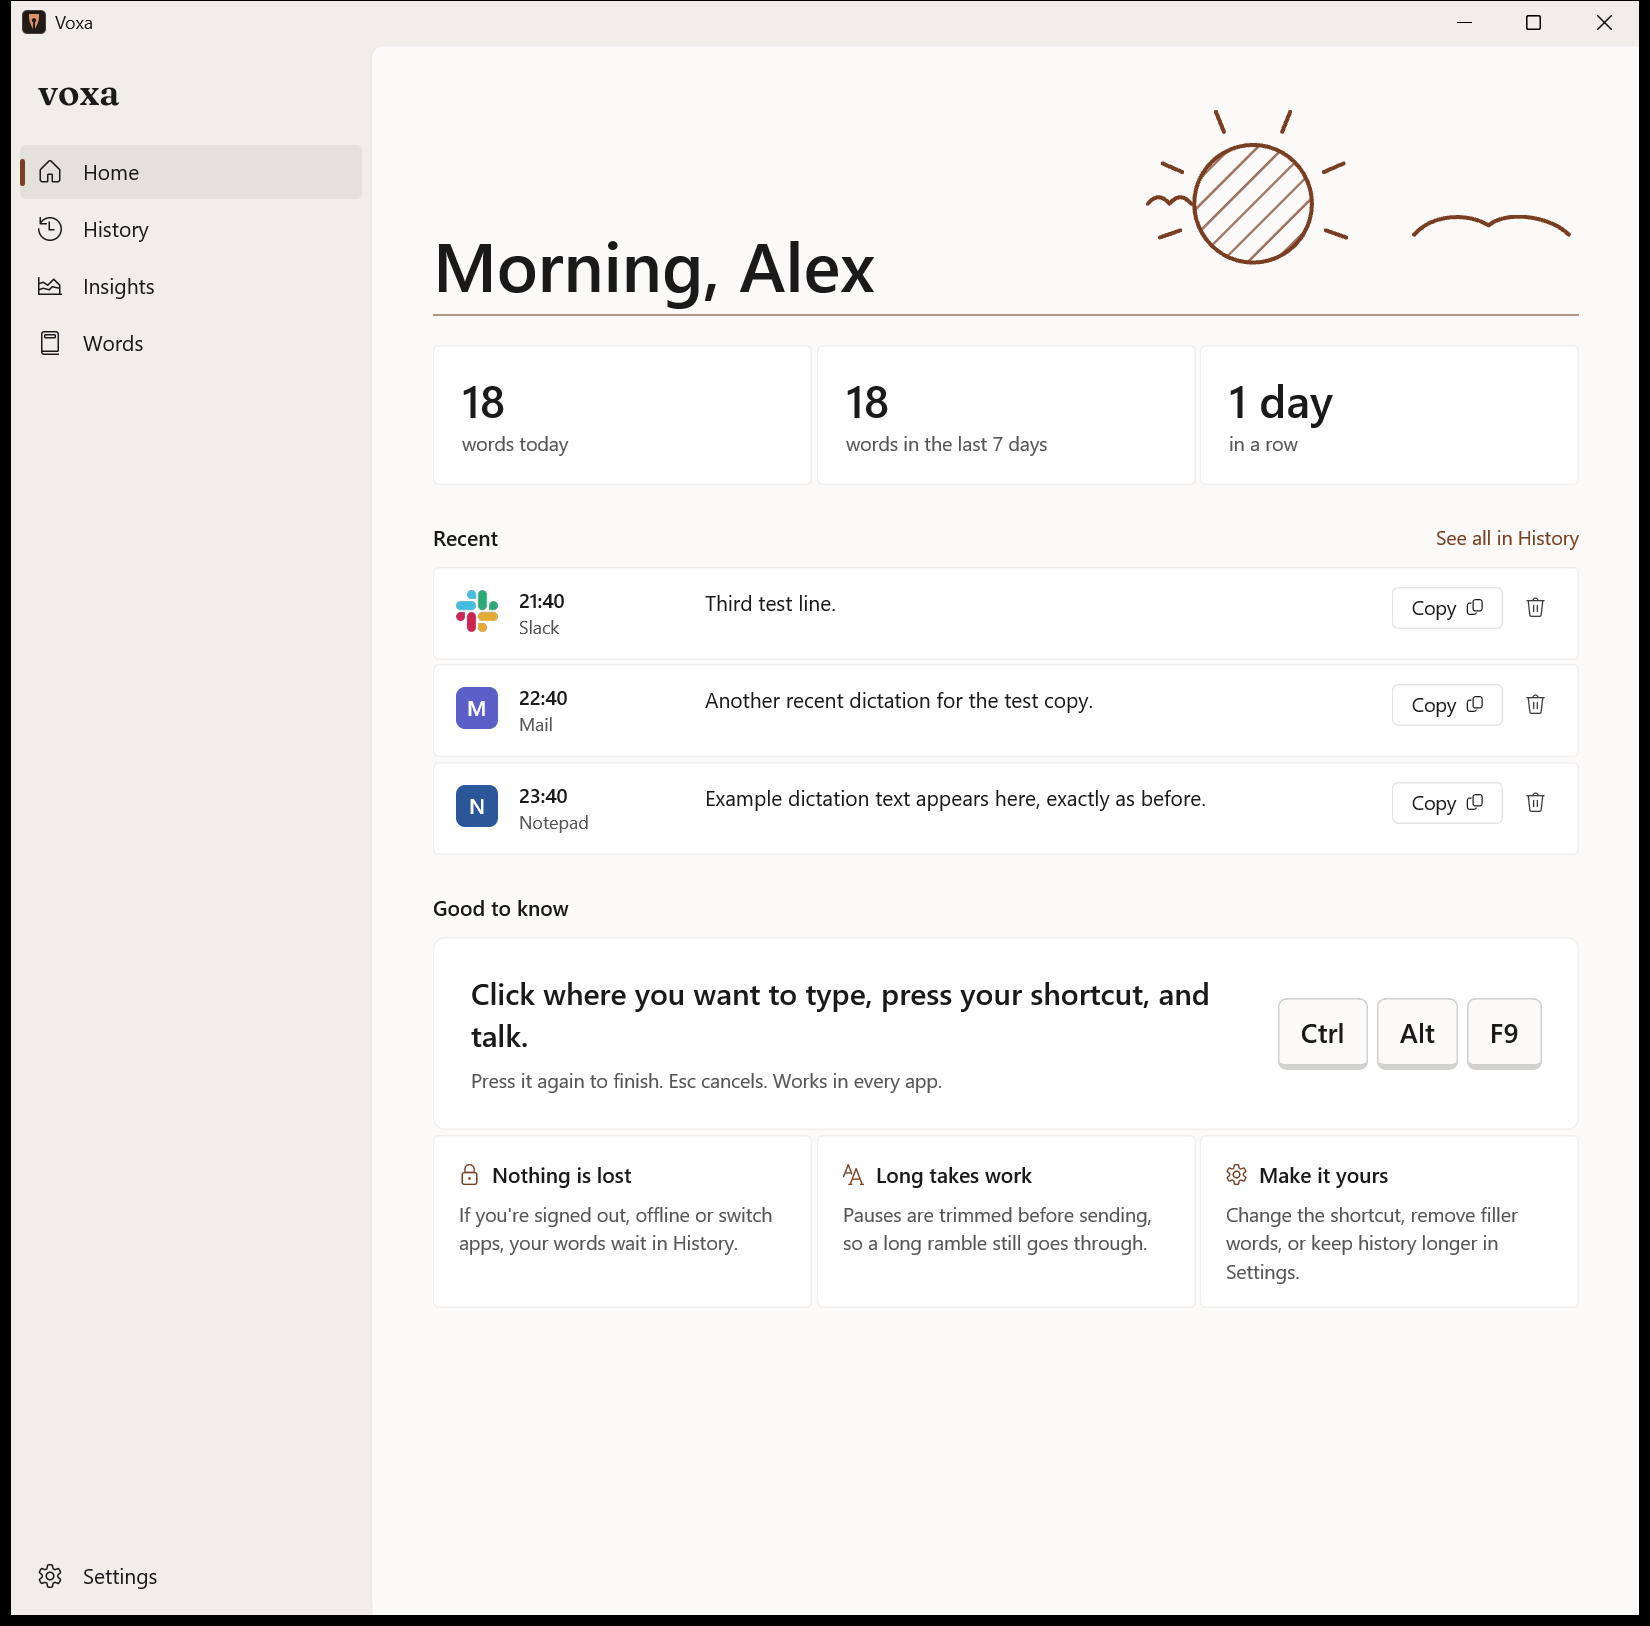 Voxa
voxa
Home
History
Insights
Words
Settings
Morning, Alex
18
words today
18
words in the last 7 days
1 day
in a row
Recent
See all in History
21:40
Slack
Third test line.
Copy
M
22:40
Mail
Another recent dictation for the test copy.
Copy
N
23:40
Notepad
Example dictation text appears here, exactly as before.
Copy
Good to know
Click where you want to type, press your shortcut, and
talk.
Press it again to finish. Esc cancels. Works in every app.
Ctrl
Alt
F9
Nothing is lost
If you're signed out, offline or switch
apps, your words wait in History.
Long takes work
Pauses are trimmed before sending,
so a long ramble still goes through.
Make it yours
Change the shortcut, remove filler
words, or keep history longer in
Settings.